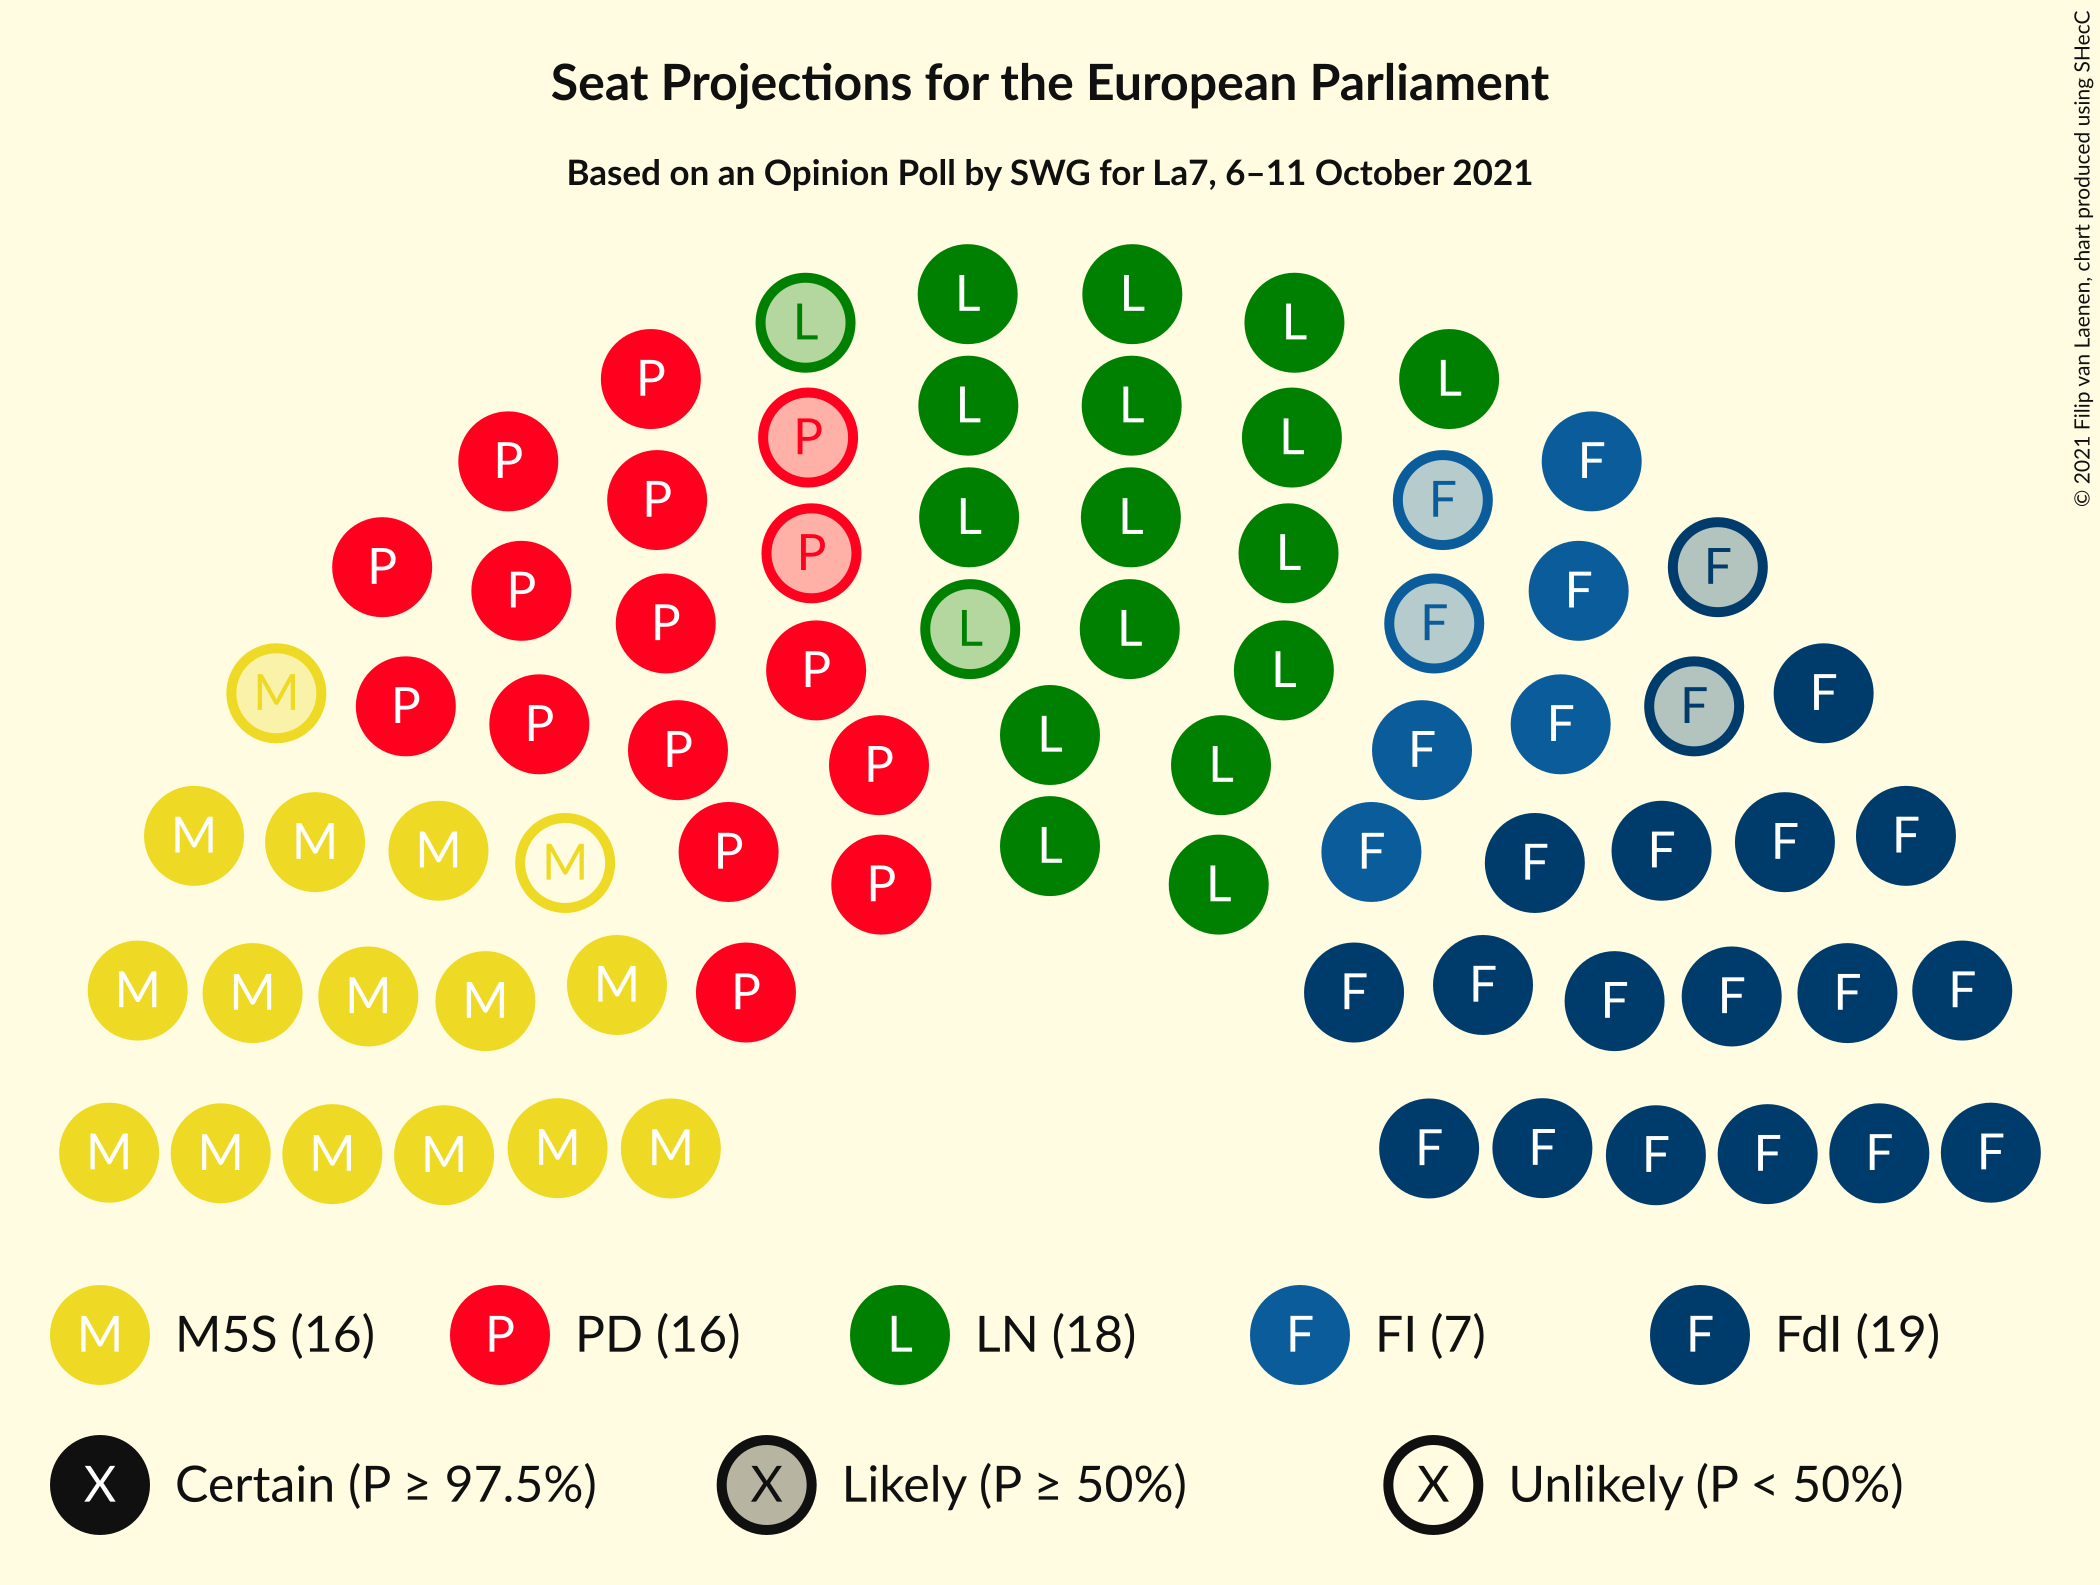 Seat Projections for the European Parliament
Based on an Opinion Poll by SWG for La7, 6–11 October 2021
© 2021 Filip van Laenen, chart produced using SHecC
L L L L
P L
P L L L
P F F
P F
P L L L
P F F
P L L
P F F
M P L L F
M P P P P L L F F F F
M M M M P L F F F F F
P L P L
M M M M M P F F F F F F
M M M M M M F F F F F F
M M5S (16) P PD (16) L LN (18) F FI (7) F FdI (19)
X Certain (P ≥ 97.5%) X Likely (P ≥ 50%) X Unlikely (P < 50%)